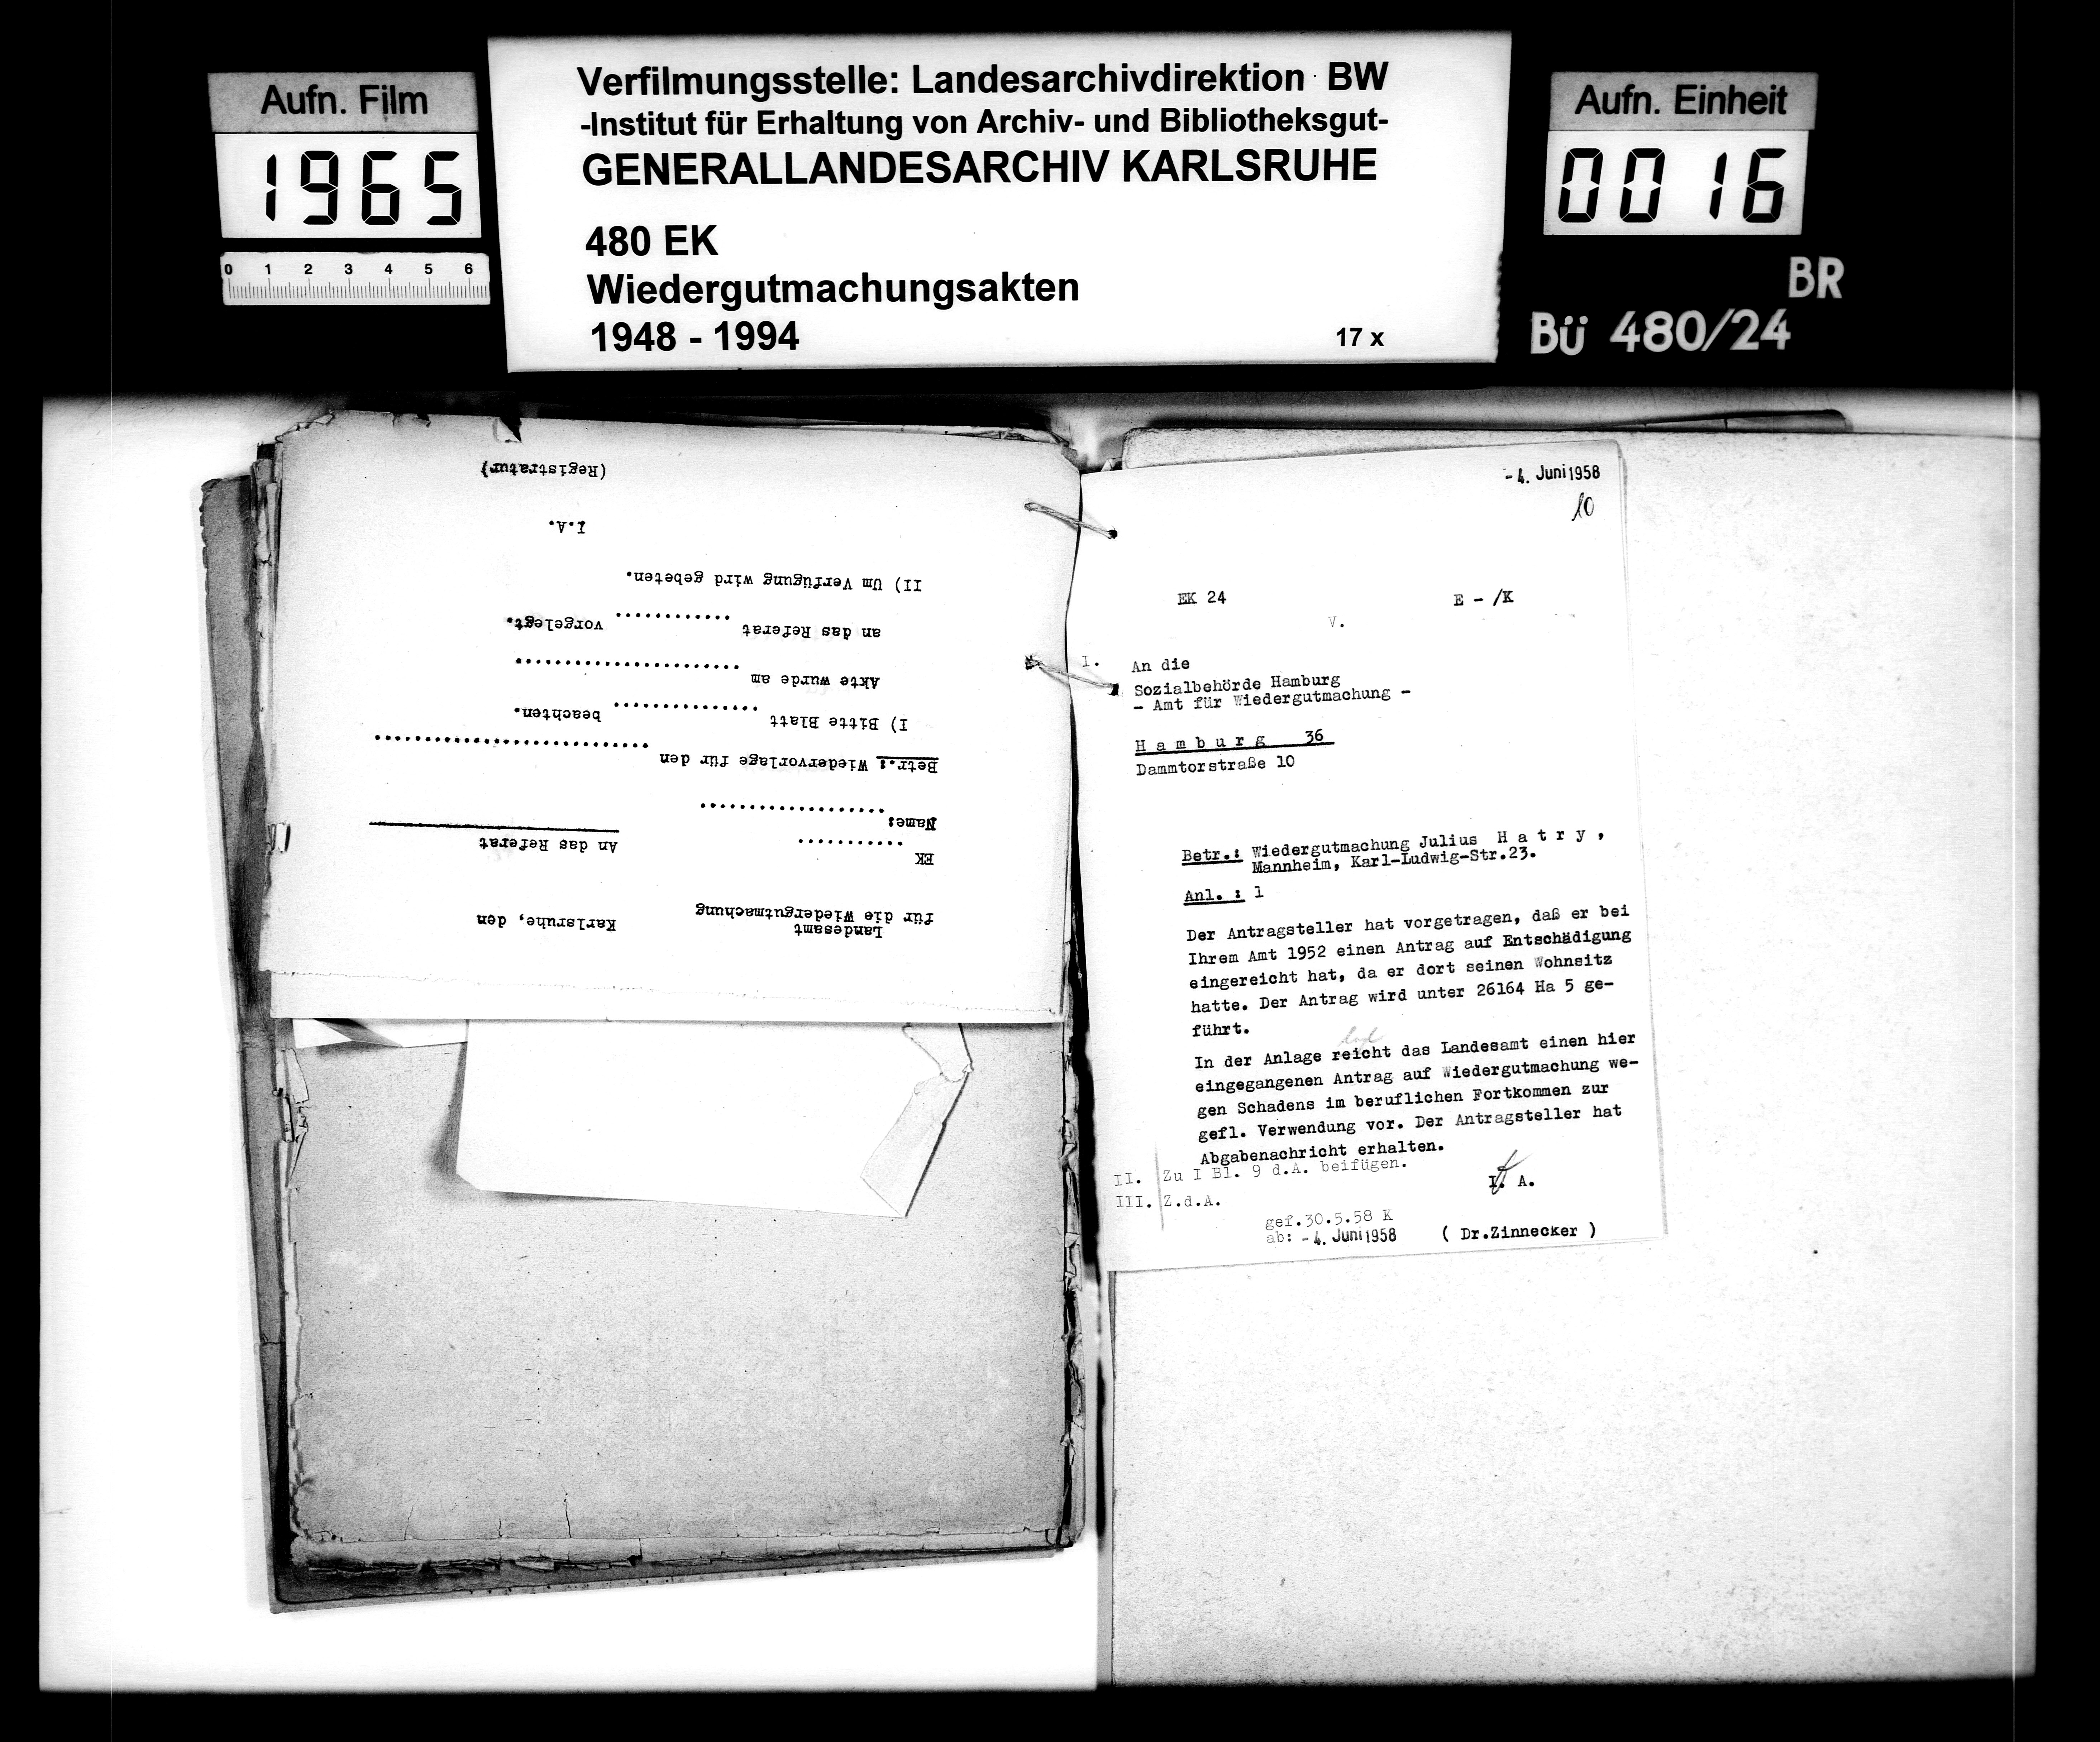 Aufn. Film
1965
0 1 2 3 4 5 6
Verfilmungsstelle: Landesarchivdirektion BW
-Institut für Erhaltung von Archiv- und Bibliotheksgut-
GENERALLANDESARCHIV KARLSRUHE
480 EK
Wiedergutmachungsakten
1948 - 1994
17 x
Aufn. Einheit
0016
BR
Bü 480/24
Landesamt
für die Wiedergutmachung
Karlsruhe, den
EK ...........
An das Referat
Name: ...................
Betr.: Wiedervorlage für den ............................
I) Bitte Blatt ............... beachten.
Akte wurde am .......................
an das Referat ............ vorgelegt.
II) Um Verfügung wird gebeten.
I.A.
(Registratur)
- 4. Juni 1958
10
EK 24
E - /K
V.
I. An die
Sozialbehörde Hamburg
- Amt für Wiedergutmachung -
H a m b u r g 36
Dammtorstraße 10
Betr.: Wiedergutmachung Julius H a t r y ,
Mannheim, Karl-Ludwig-Str.23.
Anl. : 1
Der Antragsteller hat vorgetragen, daß er bei
Ihrem Amt 1952 einen Antrag auf Entschädigung
eingereicht hat, da er dort seinen Wohnsitz
hatte. Der Antrag wird unter 26164 Ha 5 ge-
führt.
In der Anlage reicht das Landesamt einen hier
eingegangenen Antrag auf Wiedergutmachung we-
gen Schadens im beruflichen Fortkommen zur
gefl. Verwendung vor. Der Antragsteller hat
Abgabenachricht erhalten.
II. Zu I Bl. 9 d.A. beifügen.
III. Z.d.A.
I. A.
gef.30.5.58 K
ab: - 4. Juni 1958
( Dr.Zinnecker )